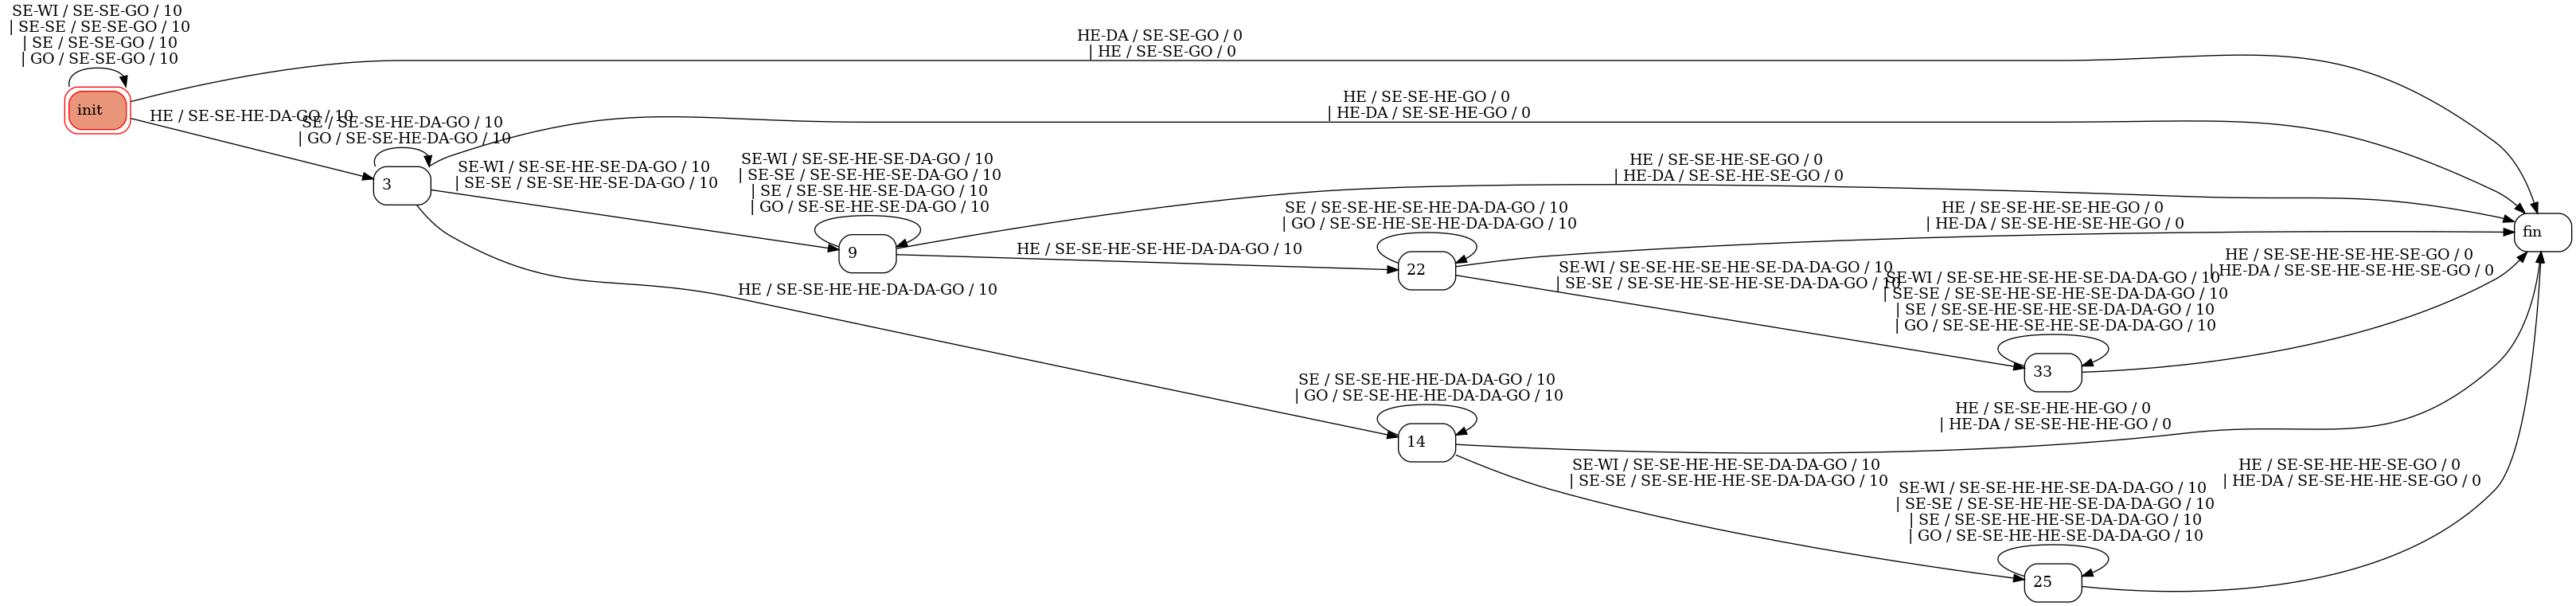 SE-WI / SE-SE-GO / 10
| SE-SE / SE-SE-GO / 10
| SE / SE-SE-GO / 10
| GO / SE-SE-GO / 10
init
HE-DA / SE-SE-GO / 0
| HE / SE-SE-GO / 0
HE / SE-SE-HE-DA-GO / 10
SE / SE-SE-HE-DA-GO / 10
| GO / SE-SE-HE-DA-GO / 10
3
HE / SE-SE-HE-GO / 0
| HE-DA / SE-SE-HE-GO / 0
SE-WI / SE-SE-HE-SE-DA-GO / 10
| SE-SE / SE-SE-HE-SE-DA-GO / 10
SE-WI / SE-SE-HE-SE-DA-GO / 10
| SE-SE / SE-SE-HE-SE-DA-GO / 10
| SE / SE-SE-HE-SE-DA-GO / 10
| GO / SE-SE-HE-SE-DA-GO / 10
9
HE / SE-SE-HE-SE-GO / 0
| HE-DA / SE-SE-HE-SE-GO / 0
HE / SE-SE-HE-SE-HE-DA-DA-GO / 10
SE / SE-SE-HE-SE-HE-DA-DA-GO / 10
| GO / SE-SE-HE-SE-HE-DA-DA-GO / 10
22
HE / SE-SE-HE-SE-HE-GO / 0
| HE-DA / SE-SE-HE-SE-HE-GO / 0
fin
SE-WI / SE-SE-HE-SE-HE-SE-DA-DA-GO / 10
| SE-SE / SE-SE-HE-SE-HE-SE-DA-DA-GO / 10
SE-WI / SE-SE-HE-SE-HE-SE-DA-DA-GO / 10
| SE-SE / SE-SE-HE-SE-HE-SE-DA-DA-GO / 10
| SE / SE-SE-HE-SE-HE-SE-DA-DA-GO / 10
| GO / SE-SE-HE-SE-HE-SE-DA-DA-GO / 10
33
HE / SE-SE-HE-SE-HE-SE-GO / 0
| HE-DA / SE-SE-HE-SE-HE-SE-GO / 0
HE / SE-SE-HE-HE-DA-DA-GO / 10
SE / SE-SE-HE-HE-DA-DA-GO / 10
| GO / SE-SE-HE-HE-DA-DA-GO / 10
14
HE / SE-SE-HE-HE-GO / 0
| HE-DA / SE-SE-HE-HE-GO / 0
SE-WI / SE-SE-HE-HE-SE-DA-DA-GO / 10
| SE-SE / SE-SE-HE-HE-SE-DA-DA-GO / 10
SE-WI / SE-SE-HE-HE-SE-DA-DA-GO / 10
| SE-SE / SE-SE-HE-HE-SE-DA-DA-GO / 10
| SE / SE-SE-HE-HE-SE-DA-DA-GO / 10
| GO / SE-SE-HE-HE-SE-DA-DA-GO / 10
25
HE / SE-SE-HE-HE-SE-GO / 0
| HE-DA / SE-SE-HE-HE-SE-GO / 0